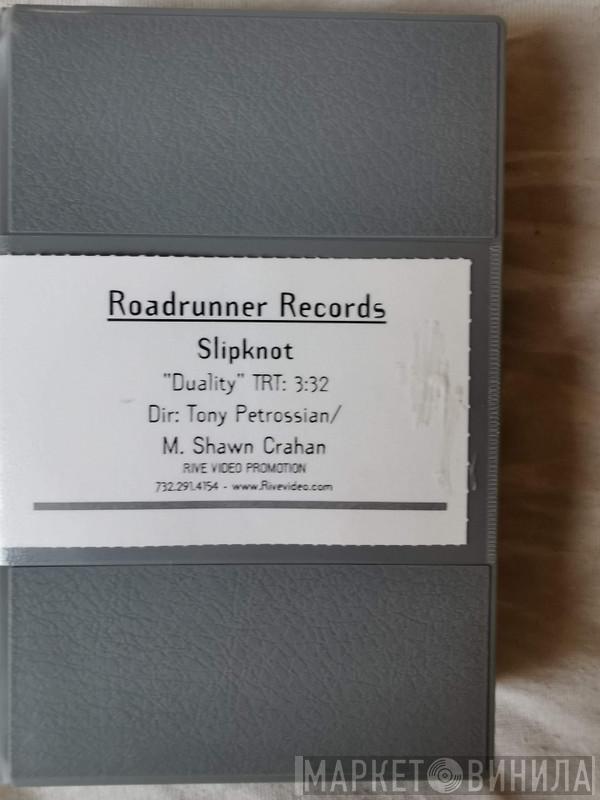 Roadrunner Records
Slipknot
"Duality" TRT: 3:32
Dir: Tony Petrossian/
M. Shawn Crahan
RIVE VIDEO PROMOTION
732.291.4154 - www.Rivevideo.com
МАРКЕТ ВИНИЛА